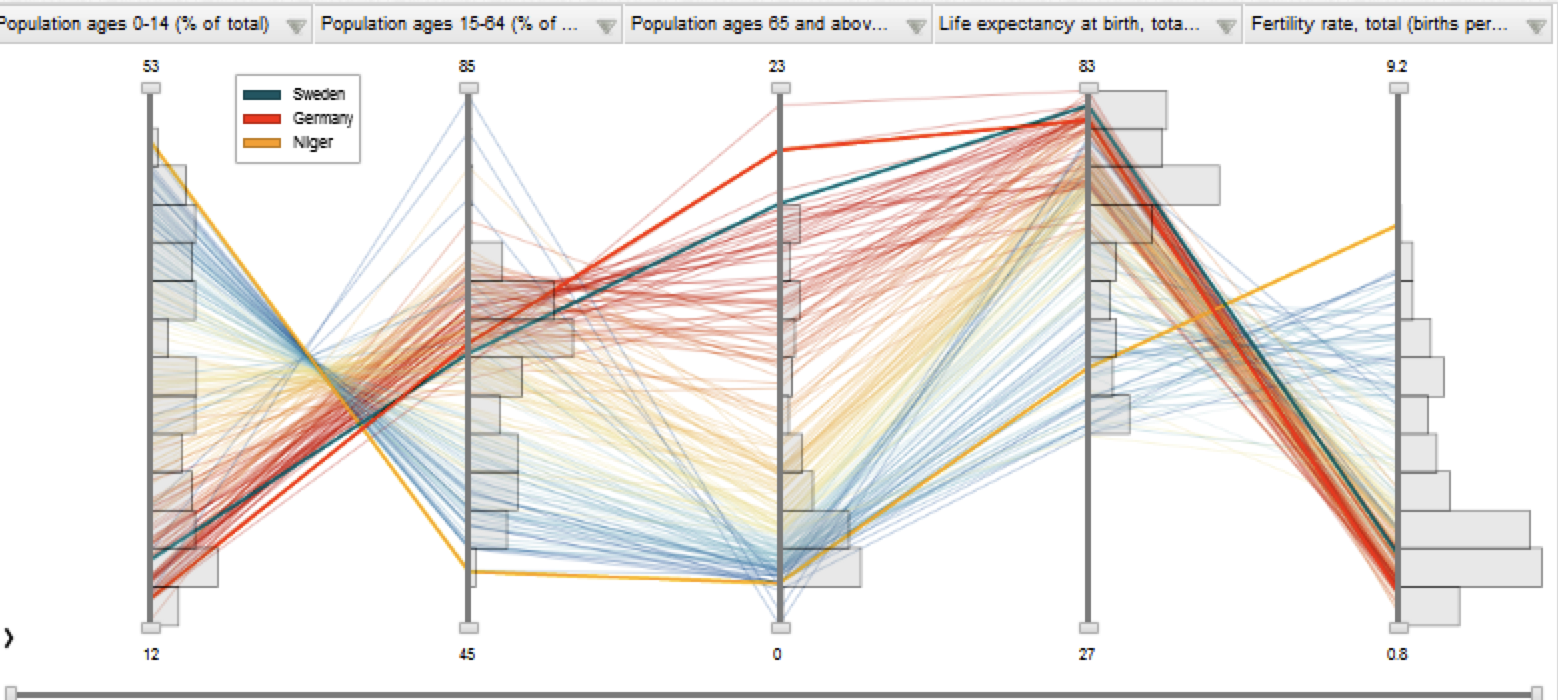 Population ages 0-14 (% of total)
Population ages 15-64 (% of ...
Population ages 65 and abov...
Life expectancy at birth, tota...
Fertility rate, total (births per...
53
85
23
83
9.2
Sweden
Germany
Niger
12
45
0
27
0.8